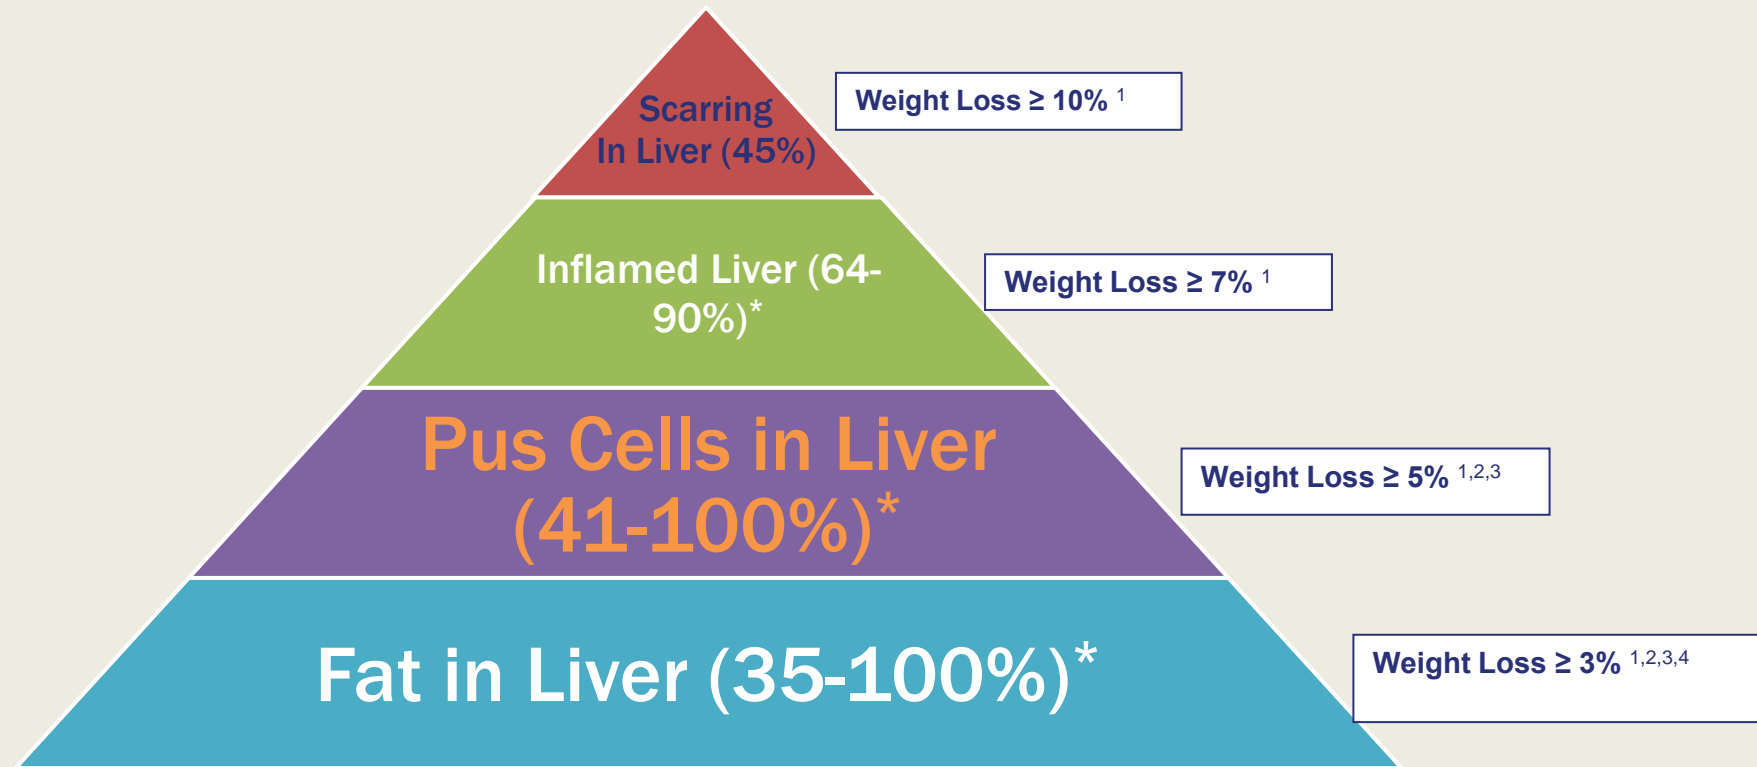 Scarring
In Liver (45%)
Weight Loss ≥ 10% 1
Inflamed Liver (64-
90%)*
Weight Loss ≥ 7% 1
Pus Cells in Liver
(41-100%)*
Weight Loss ≥ 5% 1,2,3
Fat in Liver (35-100%)*
Weight Loss ≥ 3% 1,2,3,4